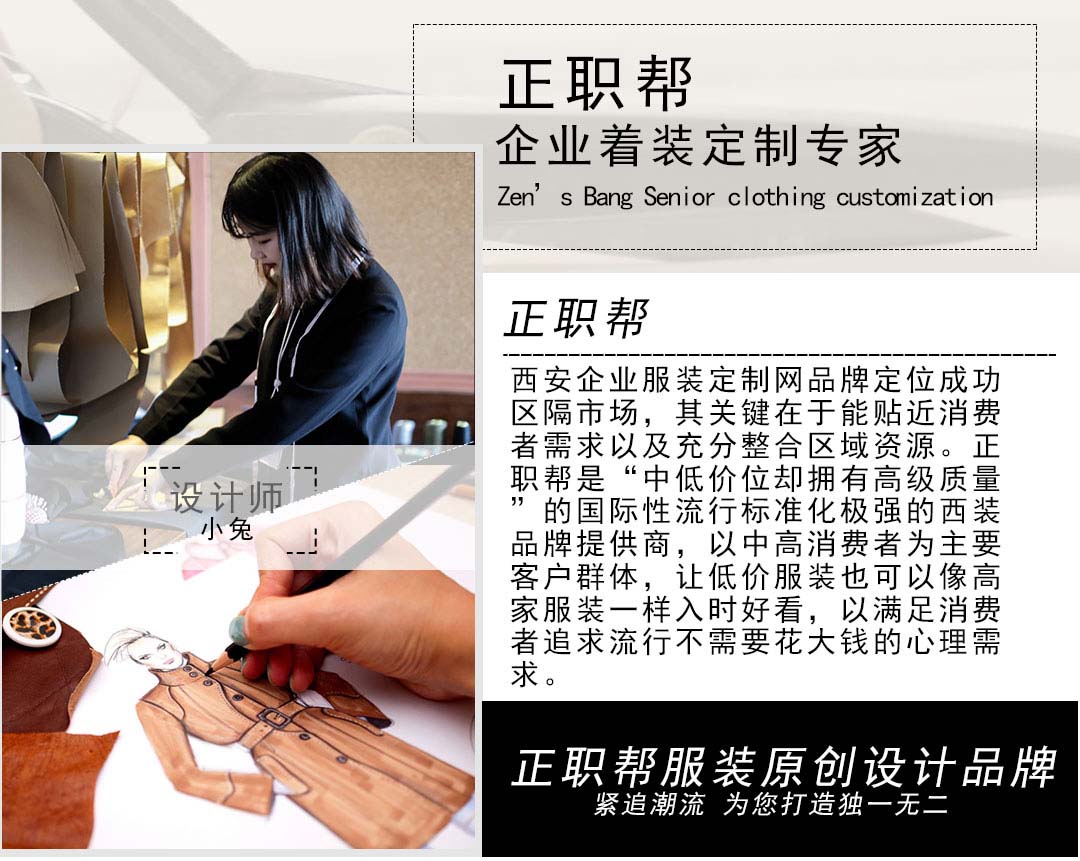 正职帮
企业着装定制专家
Zen's Bang Senior clothing customization
正职帮
西安企业服装定制网品牌定位成功
区隔市场，其关键在于能贴近消费
者需求以及充分整合区域资源。正
职帮是“中低价位却拥有高级质量
”的国际性流行标准化极强的西装
品牌提供商，以中高消费者为主要
客户群体，让低价服装也可以像高
家服装一样入时好看，以满足消费
者追求流行不需要花大钱的心理需
求。
设计师
小兔
正职帮服装原创设计品牌
紧追潮流 为您打造独一无二